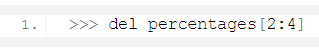 1. >>> del percentages[2:4]